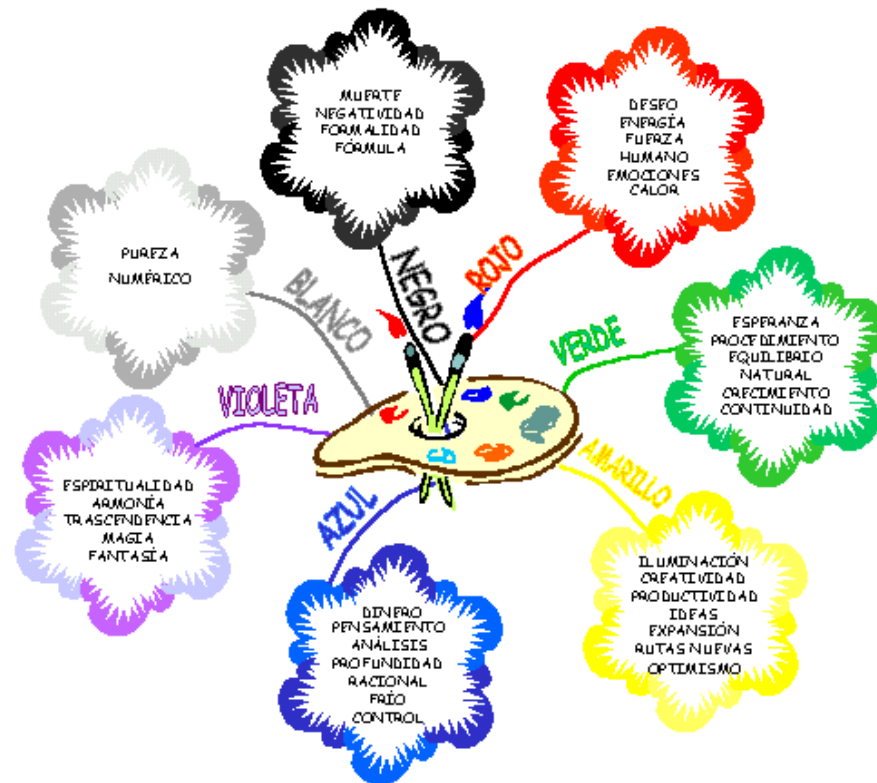 MUERTE
NEGATIVIDAD
FORMALIDAD
FÓRMULA
NEGRO
DESEO
ENERGÍA
FUERZA
HUMANO
EMOCIONES
CALOR
ROJO
PUREZA
NUMÉRICO
BLANCO
ESPERANZA
PROCEDIMIENTO
EQUILIBRIO
NATURAL
CRECIMIENTO
CONTINUIDAD
VERDE
VIOLETA
ESPIRITUALIDAD
ARMONÍA
TRASCENDENCIA
MAGIA
FANTASÍA
AMARILLO
ILUMINACIÓN
CREATIVIDAD
PRODUCTIVIDAD
IDEAS
EXPANSIÓN
RUTAS NUEVAS
OPTIMISMO
AZUL
DINERO
PENSAMIENTO
ANÁLISIS
PROFUNDIDAD
RACIONAL
FRÍO
CONTROL